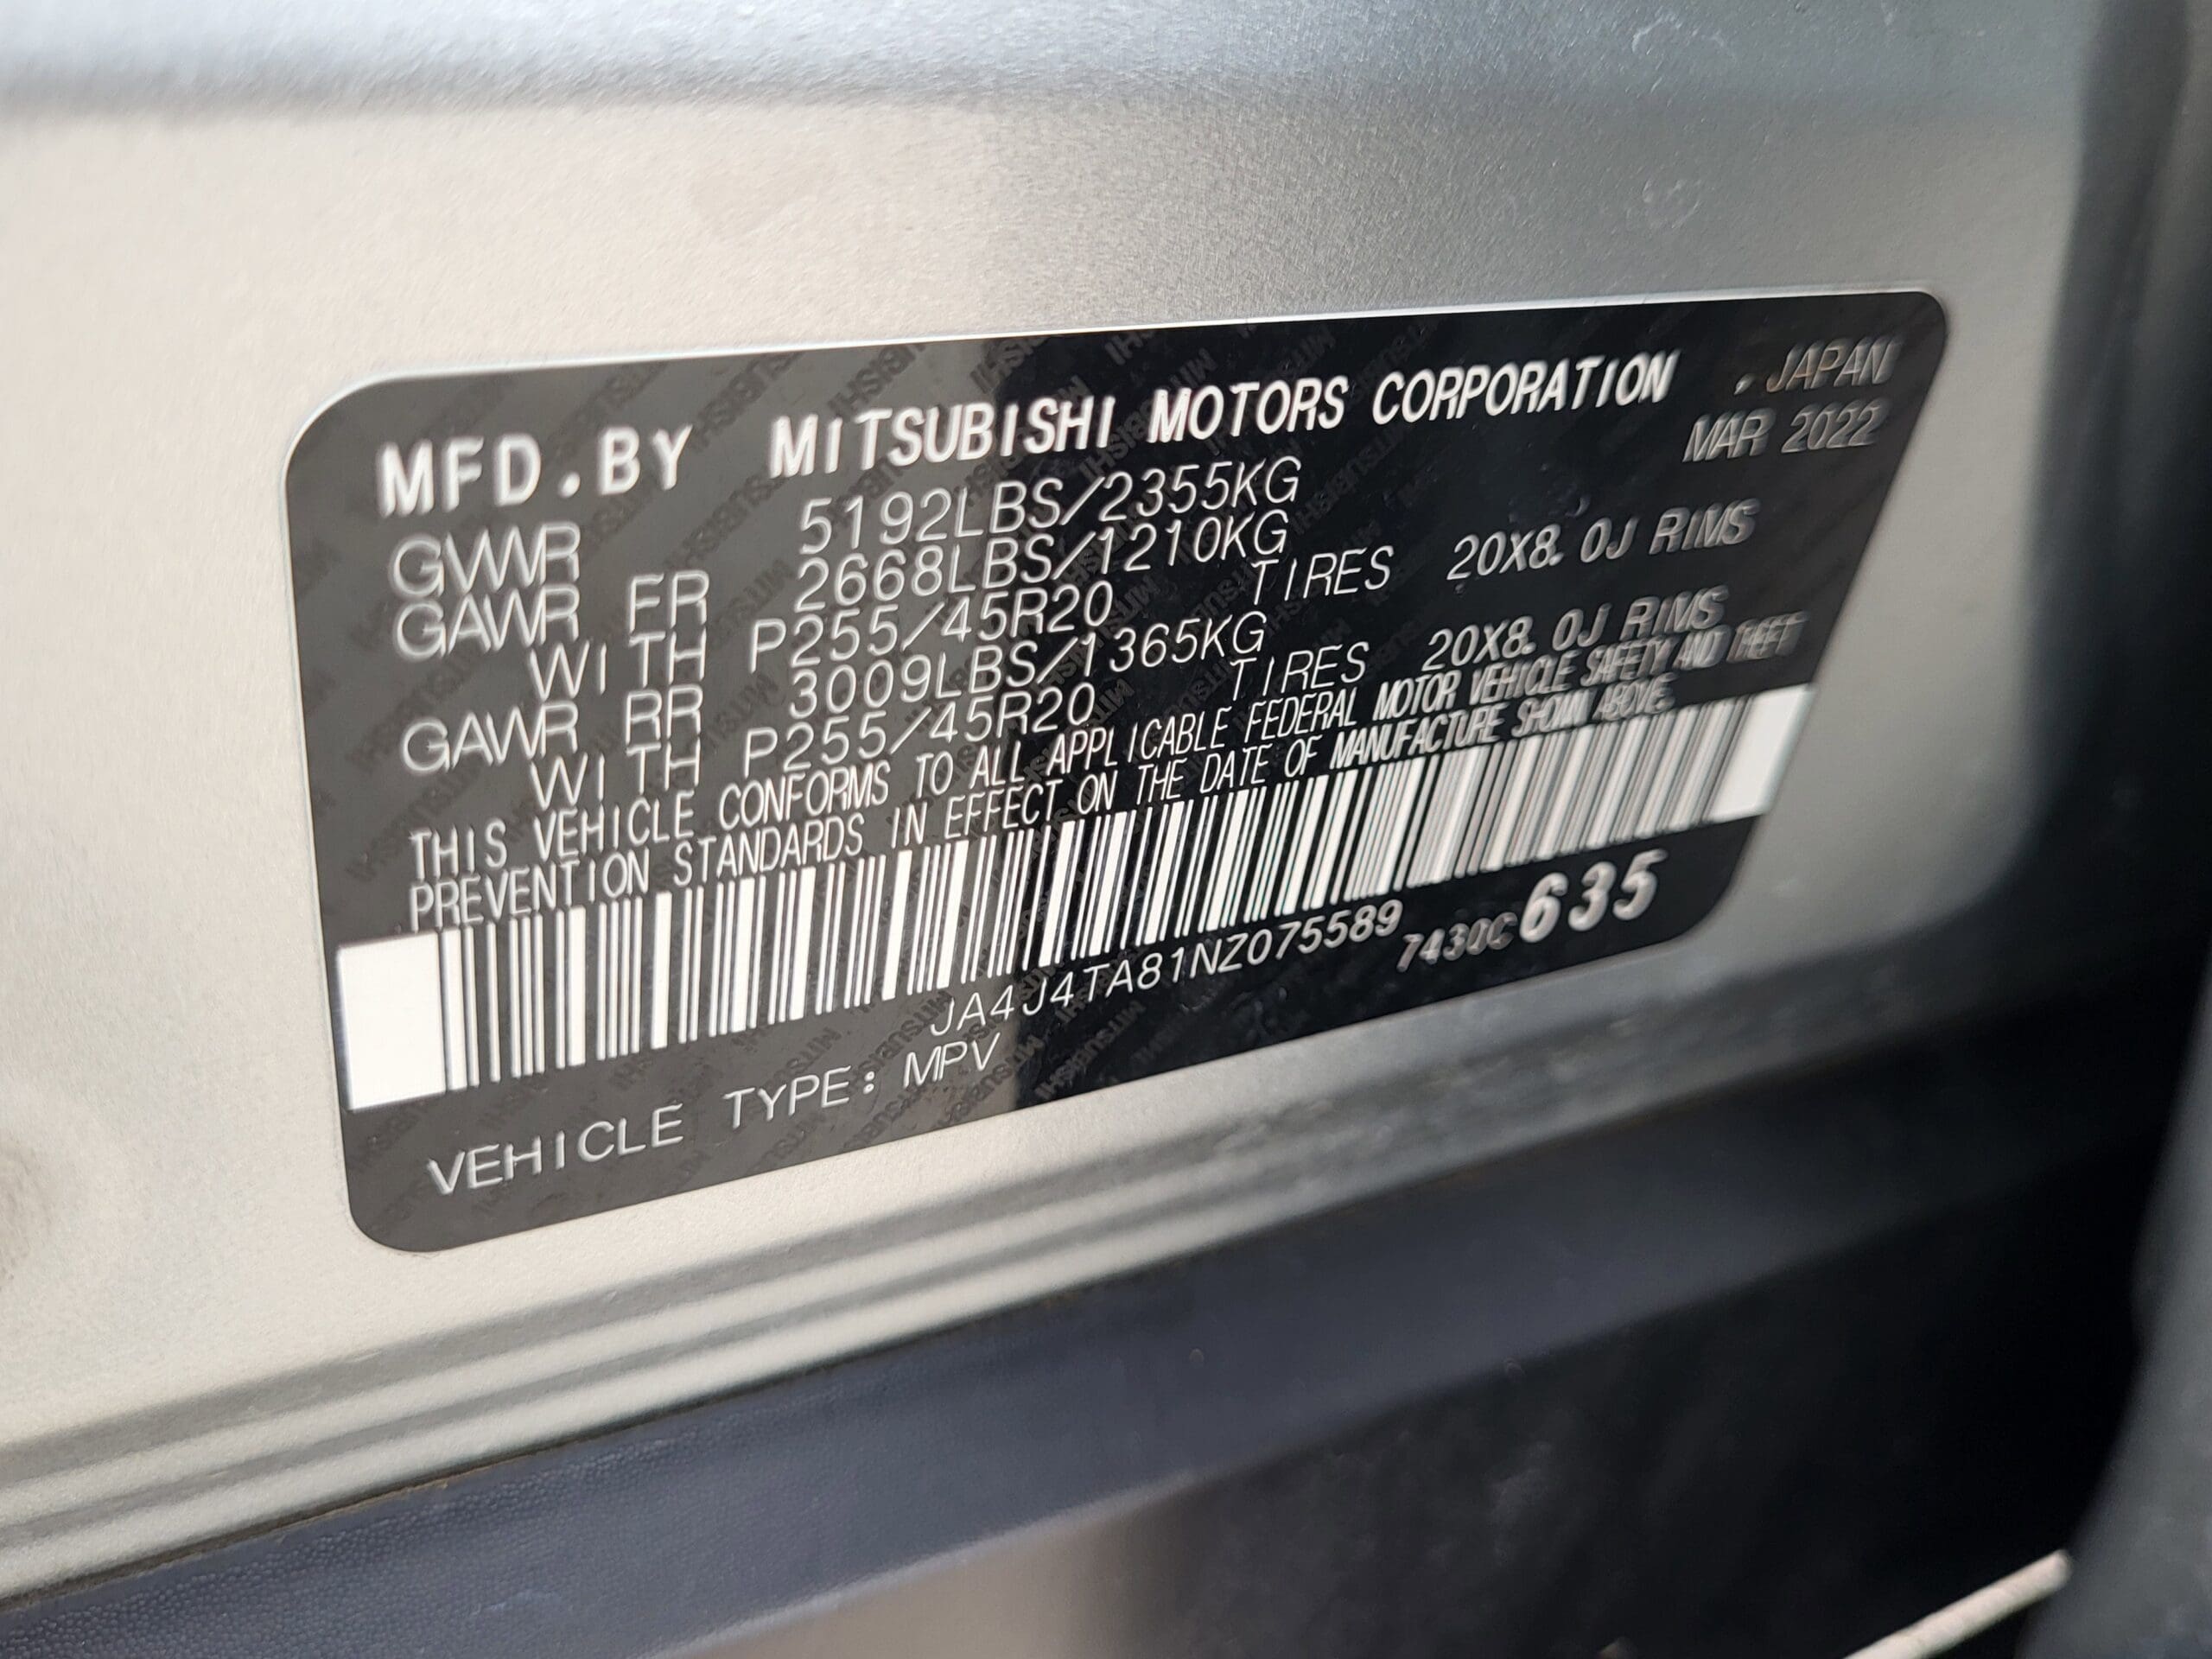 MFD.BY MITSUBISHI MOTORS CORPORATION, JAPAN
MAR 2022
GVWR 5192LBS/2355KG
GAWR FR 2668LBS/1210KG
WITH P255/45R20 TIRES 20X8.0J RIMS
GAWR RR 3009LBS/1365KG
WITH P255/45R20 TIRES 20X8.0J RIMS
THIS VEHICLE CONFORMS TO ALL APPLICABLE FEDERAL MOTOR VEHICLE SAFETY AND THEFT
PREVENTION STANDARDS IN EFFECT ON THE DATE OF MANUFACTURE SHOWN ABOVE.
JA4J4TA81NZ075589
7430C635
VEHICLE TYPE: MPV